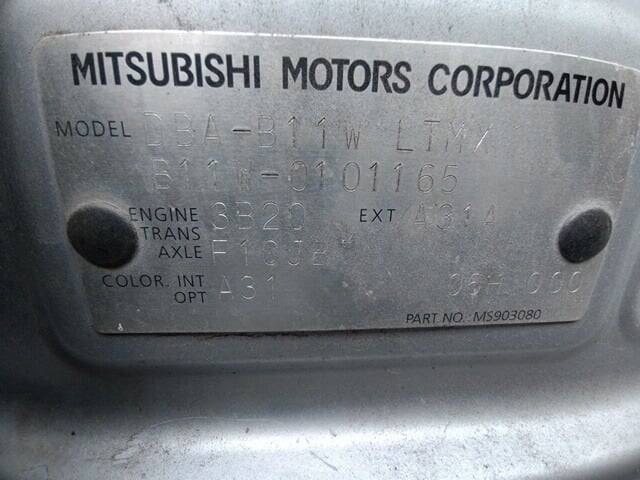 MITSUBISHI MOTORS CORPORATION
MODEL DBA-B11W LTMX
B11W-0101165
ENGINE 3B20 EXT A31A
TRANS
AXLE
COLOR. INT A31 06H 000
OPT
PART NO. MS903080